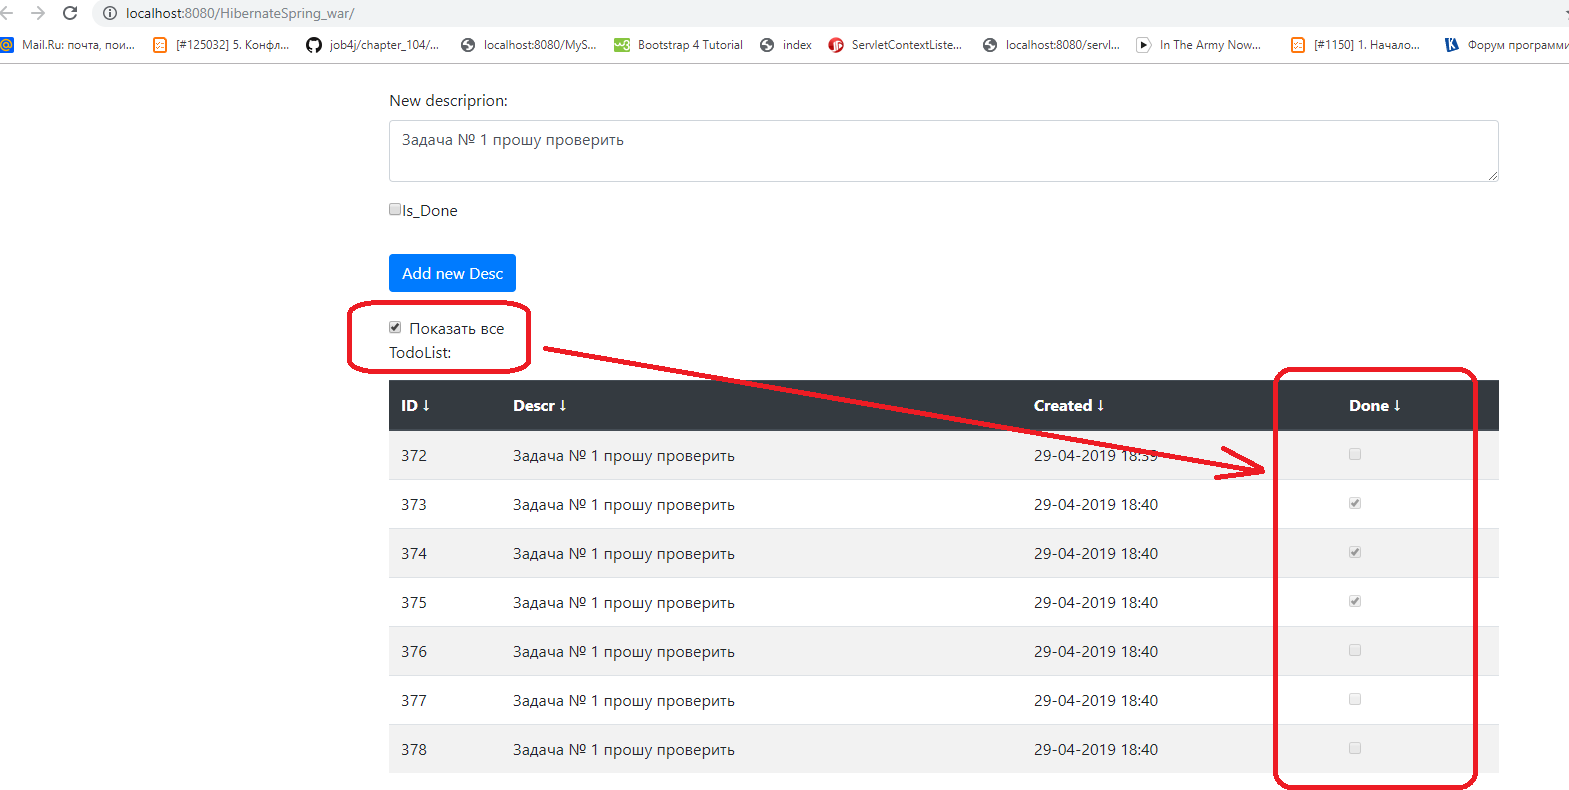 localhost:8080/HibernateSpring_war/
Mail.Ru: почта, пои... [#125032] 5. Конфл... job4j/chapter_104/... localhost:8080/MyS... Bootstrap 4 Tutorial index ServletContextListe... localhost:8080/servl... In The Army Now... [#1150] 1. Начало... Форум программи
New descriprion:
Задача № 1 прошу проверить
Is_Done
Add new Desc
Показать все
TodoList:
ID ↓ Descr ↓ Created ↓ Done ↓
372 Задача № 1 прошу проверить 29-04-2019 18:39
373 Задача № 1 прошу проверить 29-04-2019 18:40
374 Задача № 1 прошу проверить 29-04-2019 18:40
375 Задача № 1 прошу проверить 29-04-2019 18:40
376 Задача № 1 прошу проверить 29-04-2019 18:40
377 Задача № 1 прошу проверить 29-04-2019 18:40
378 Задача № 1 прошу проверить 29-04-2019 18:40